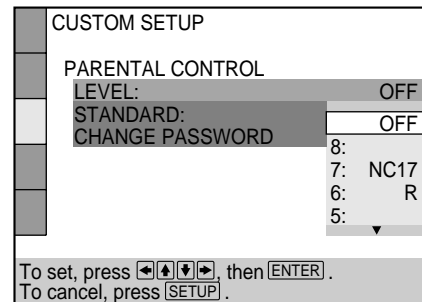 CUSTOM SETUP
PARENTAL CONTROL
LEVEL: OFF
STANDARD: OFF
CHANGE PASSWORD
8:
7: NC17
6: R
5:
To set, press , then ENTER .
To cancel, press SETUP .